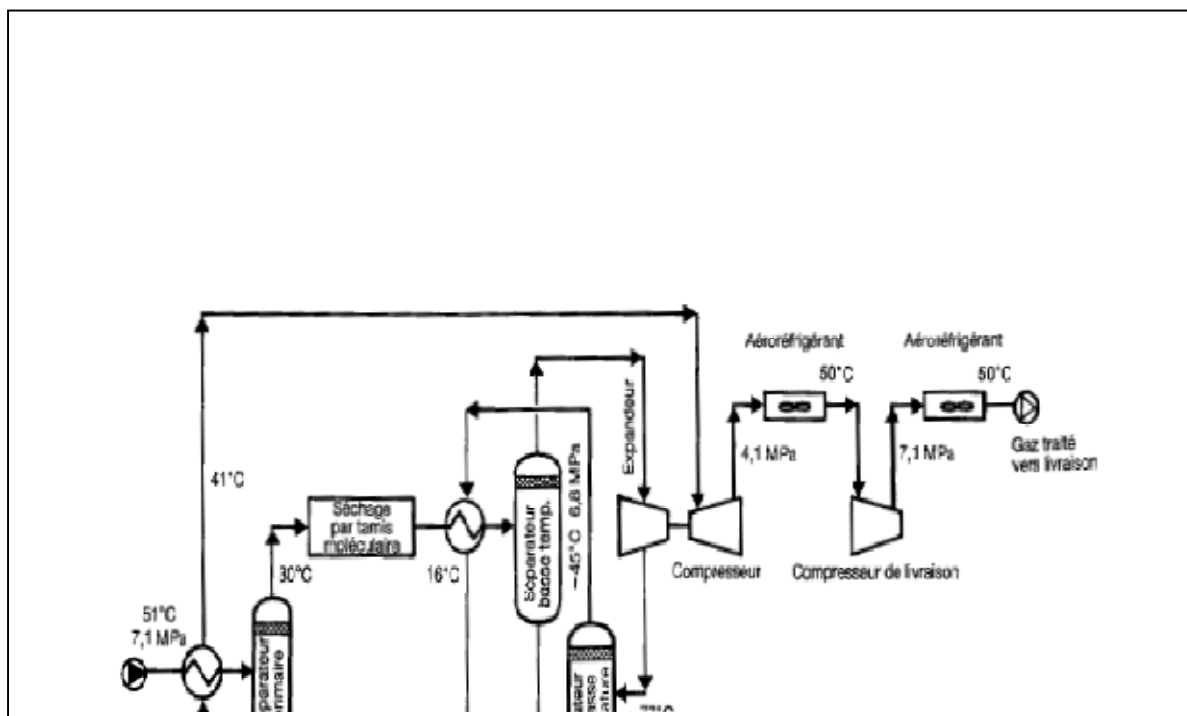 Aéroréfrigérant
Aéroréfrigérant
50°C
50°C
Expandeur
4,1 MPa
7,1 MPa
Gaz traité
vers livraison
41°C
Séchage
par tamis
moléculaire
Séparateur
basse temp.
−45°C 6,8 MPa
30°C
16°C
Compresseur
Compresseur de livraison
51°C
7,1 MPa